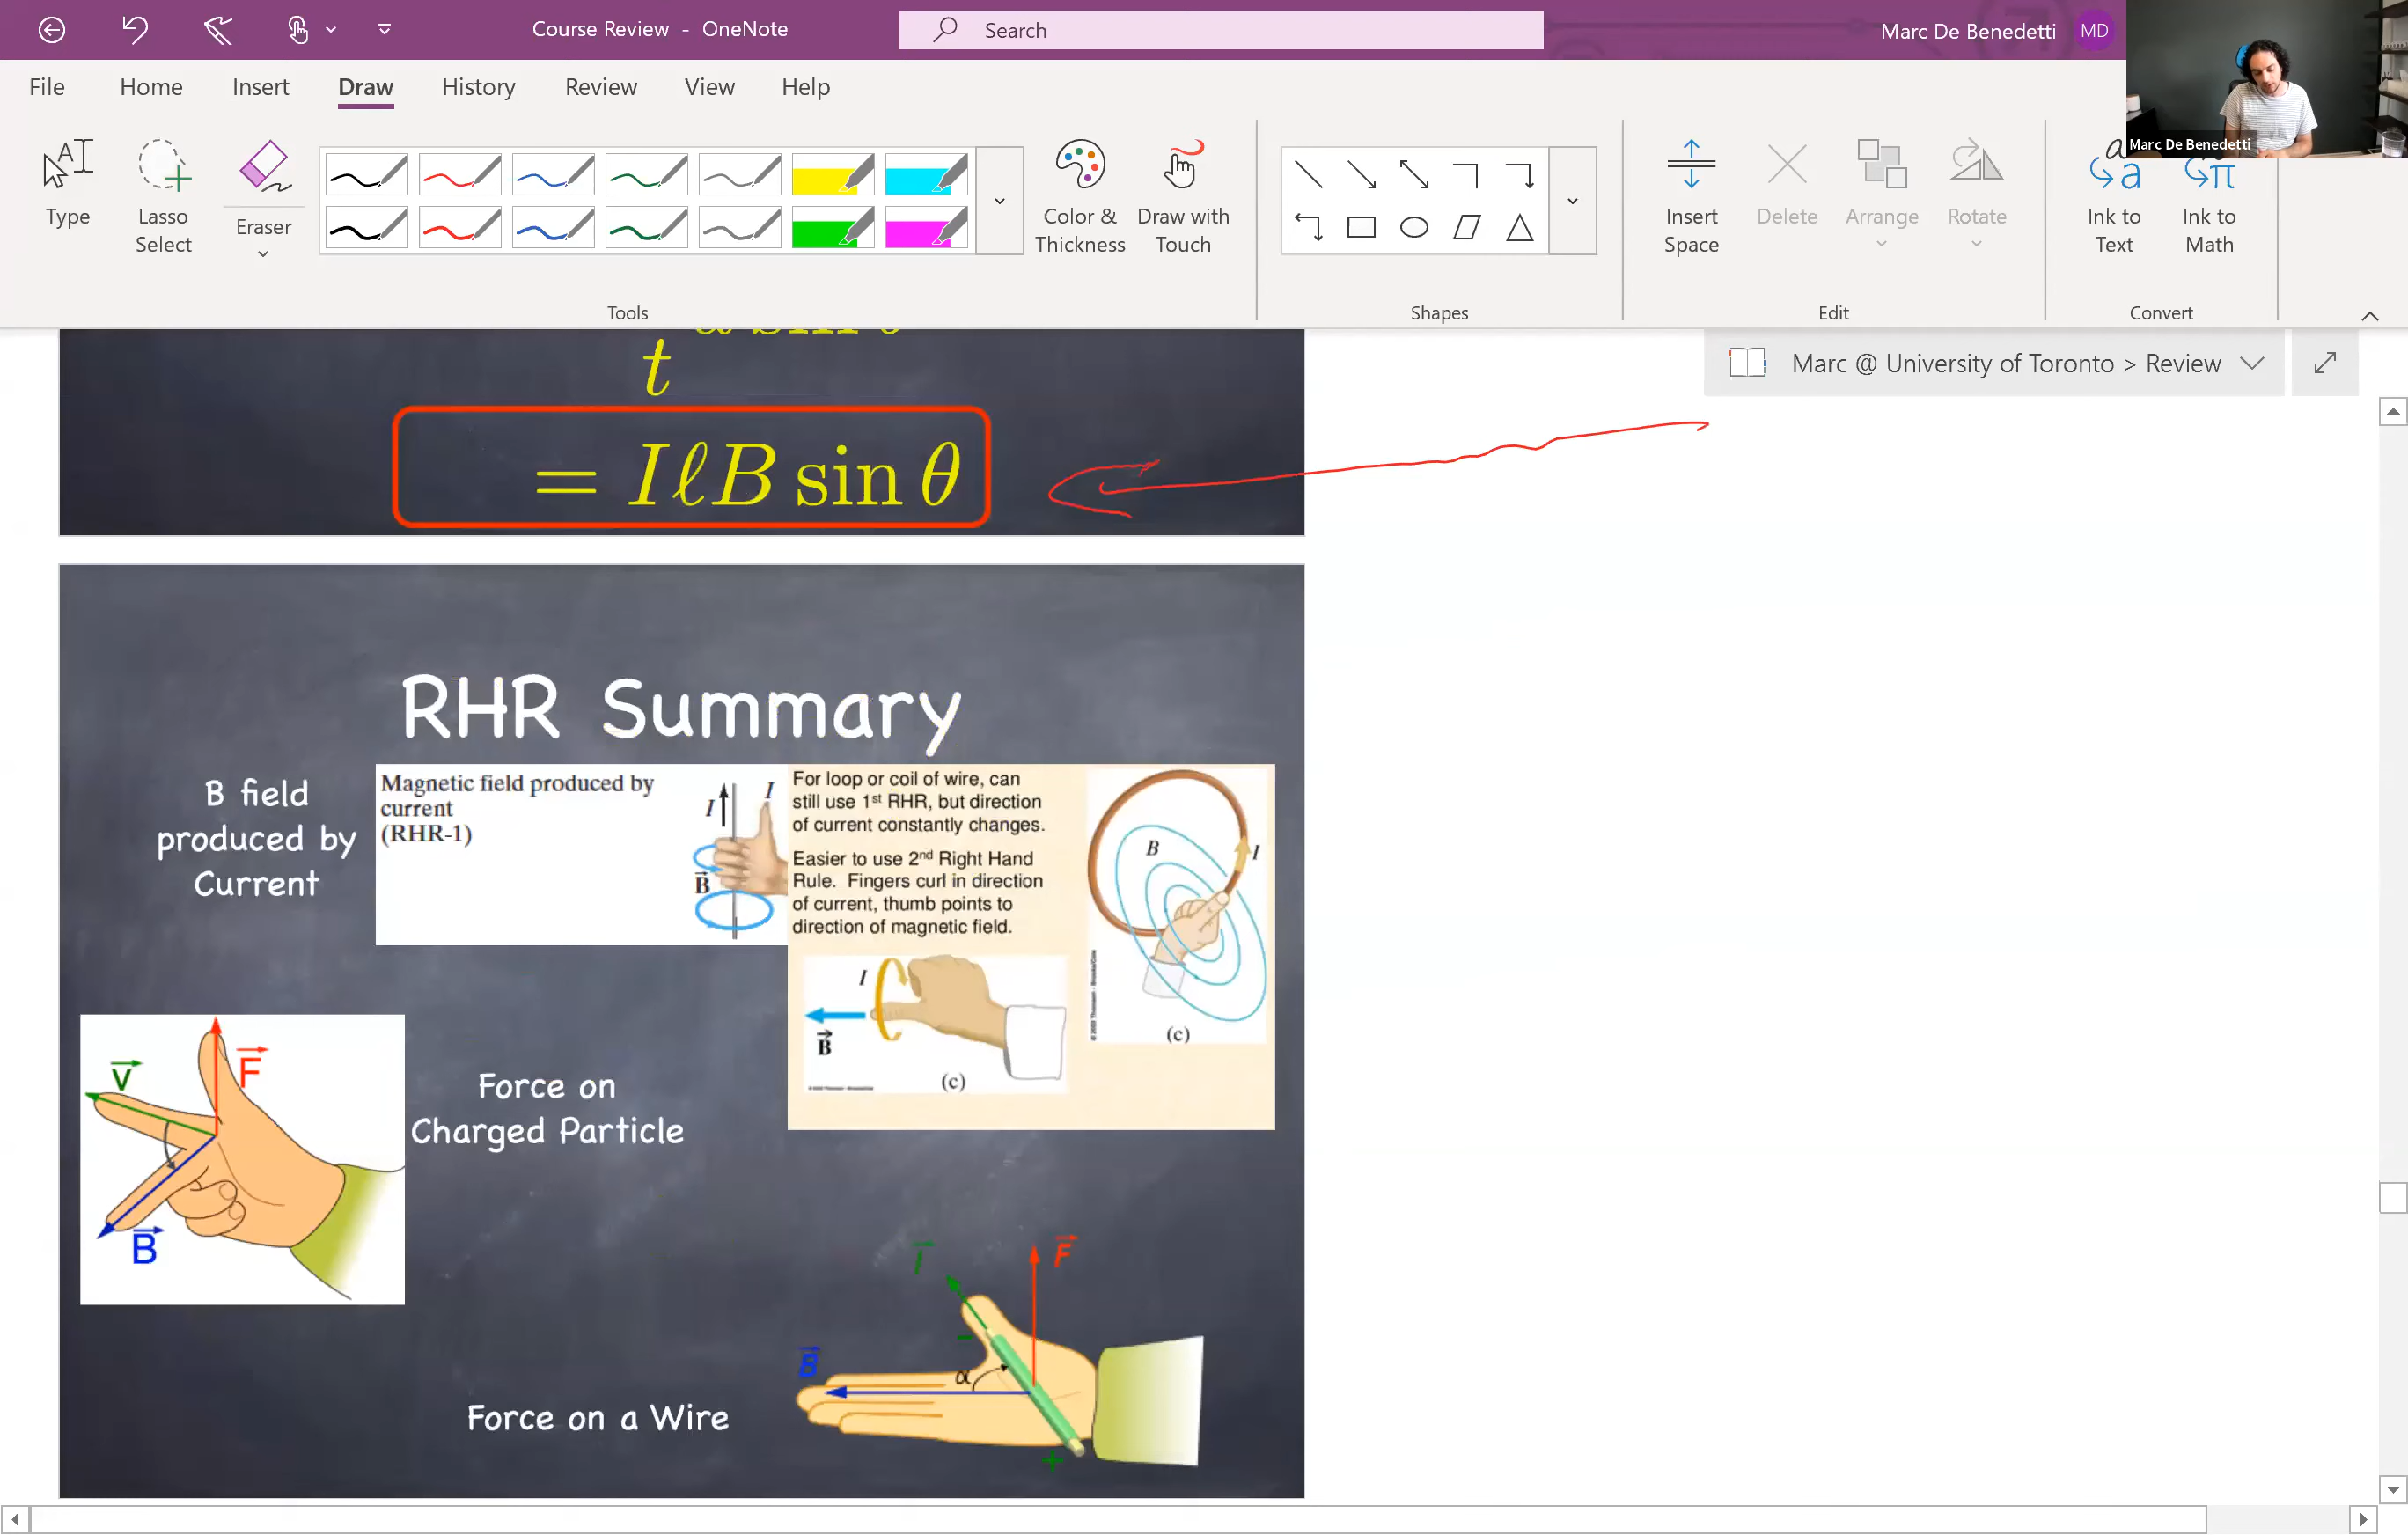 Course Review - OneNote
Search
Marc De Benedetti
MD
File Home Insert Draw History Review View Help
Marc De Benedetti
Type
Lasso
Select
Eraser
Color &
Thickness
Draw with
Touch
Insert
Space
Delete
Arrange
Rotate
Ink to
Text
Ink to
Math
Tools
Shapes
Edit
Convert
Marc @ University of Toronto > Review
t
= IℓB sin θ
RHR Summary
B field
produced by
Current
Magnetic field produced by
current
(RHR-1)
I
I
B
For loop or coil of wire, can
still use 1st RHR, but direction
of current constantly changes.
Easier to use 2nd Right Hand
Rule. Fingers curl in direction
of current, thumb points to
direction of magnetic field.
B
I
(c)
I
B
(c)
V
F
B
Force on
Charged Particle
Force on a Wire
F
B
α
-
+